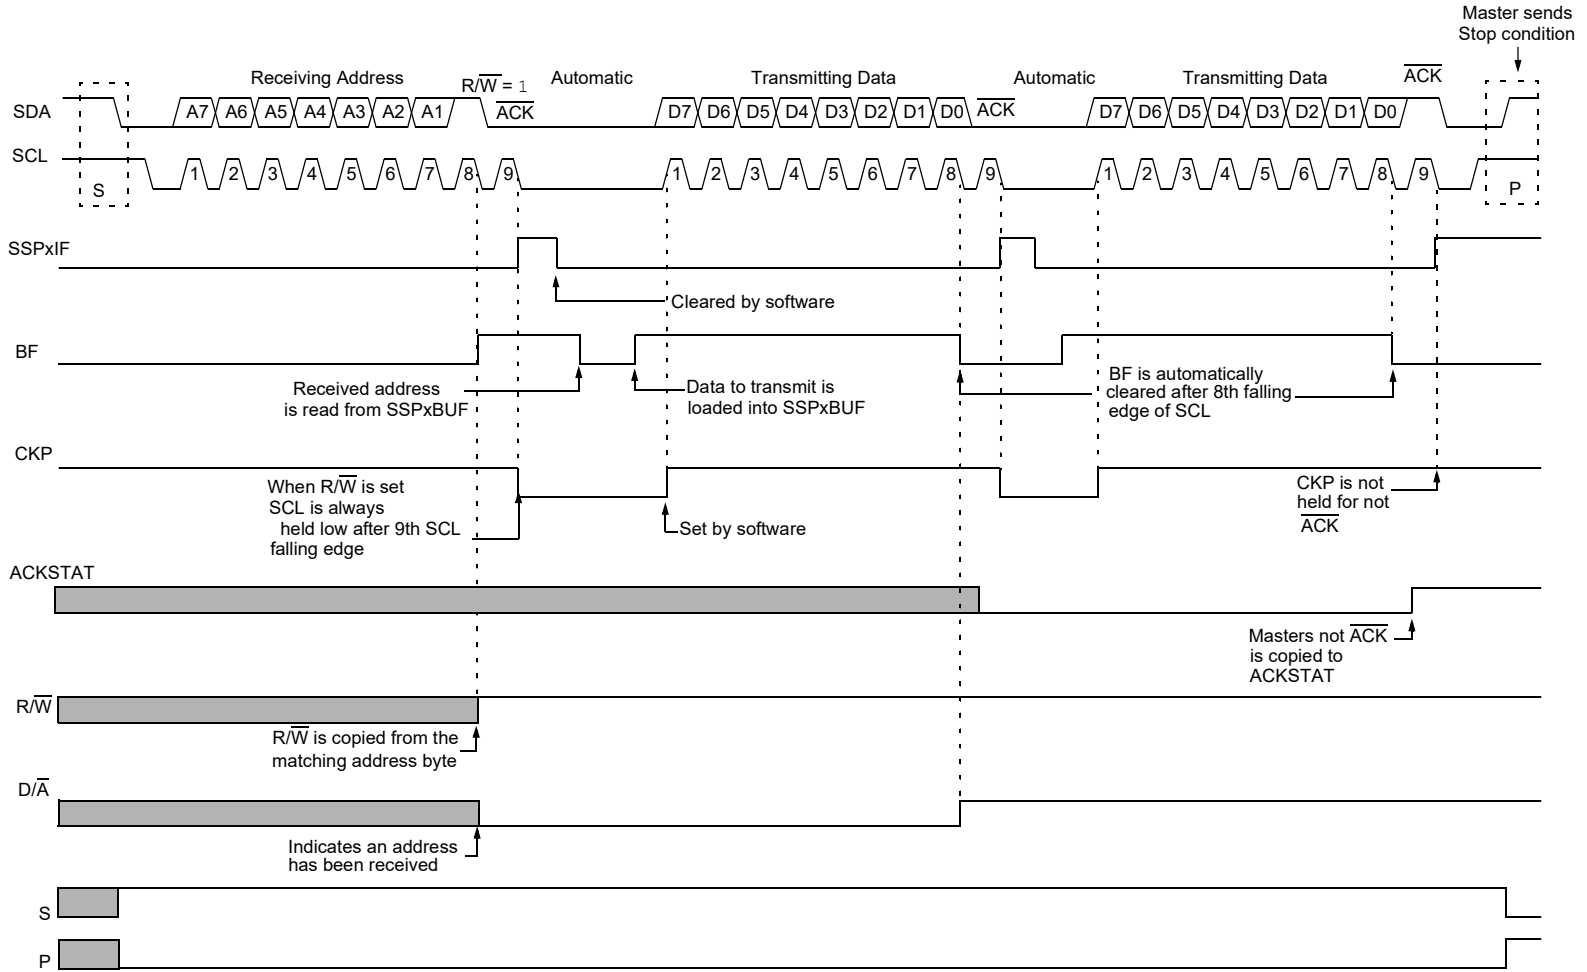 Master sends
Stop condition
Receiving Address
R/W̅ = 1
Automatic
Transmitting Data
Automatic
Transmitting Data
A̅C̅K̅
SDA
A7 A6 A5 A4 A3 A2 A1
A̅C̅K̅
D7 D6 D5 D4 D3 D2 D1 D0
A̅C̅K̅
D7 D6 D5 D4 D3 D2 D1 D0
SCL
S
1 2 3 4 5 6 7 8 9
1 2 3 4 5 6 7 8 9
1 2 3 4 5 6 7 8 9
P
SSPxIF
Cleared by software
BF
Received address
is read from SSPxBUF
Data to transmit is
loaded into SSPxBUF
BF is automatically
cleared after 8th falling
edge of SCL
CKP
When R/W̅ is set
SCL is always
held low after 9th SCL
falling edge
Set by software
CKP is not
held for not
A̅C̅K̅
ACKSTAT
Masters not A̅C̅K̅
is copied to
ACKSTAT
R/W̅
R/W̅ is copied from the
matching address byte
D/A̅
Indicates an address
has been received
S
P